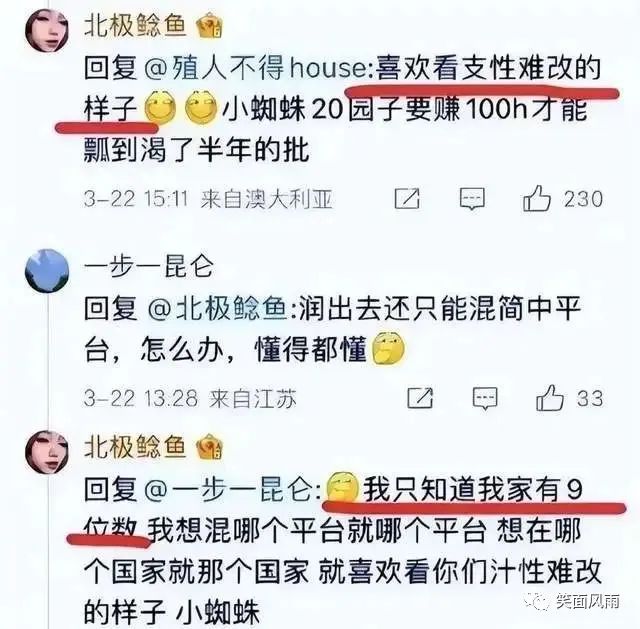 北极鲶鱼
回复@殖人不得house:喜欢看支性难改的
样子 小蜘蛛20园子要赚100h才能
瓢到渴了半年的批
3-22 15:11 来自澳大利亚
230
一步一昆仑
回复@北极鲶鱼:润出去还只能混简中平
台，怎么办，懂得都懂
3-22 13:28 来自江苏
33
北极鲶鱼
回复@一步一昆仑:我只知道我家有9
位数 我想混哪个平台就哪个平台 想在哪
个国家就那个国家 就喜欢看你们汁性难改
的样子 小蜘蛛
笑面风雨